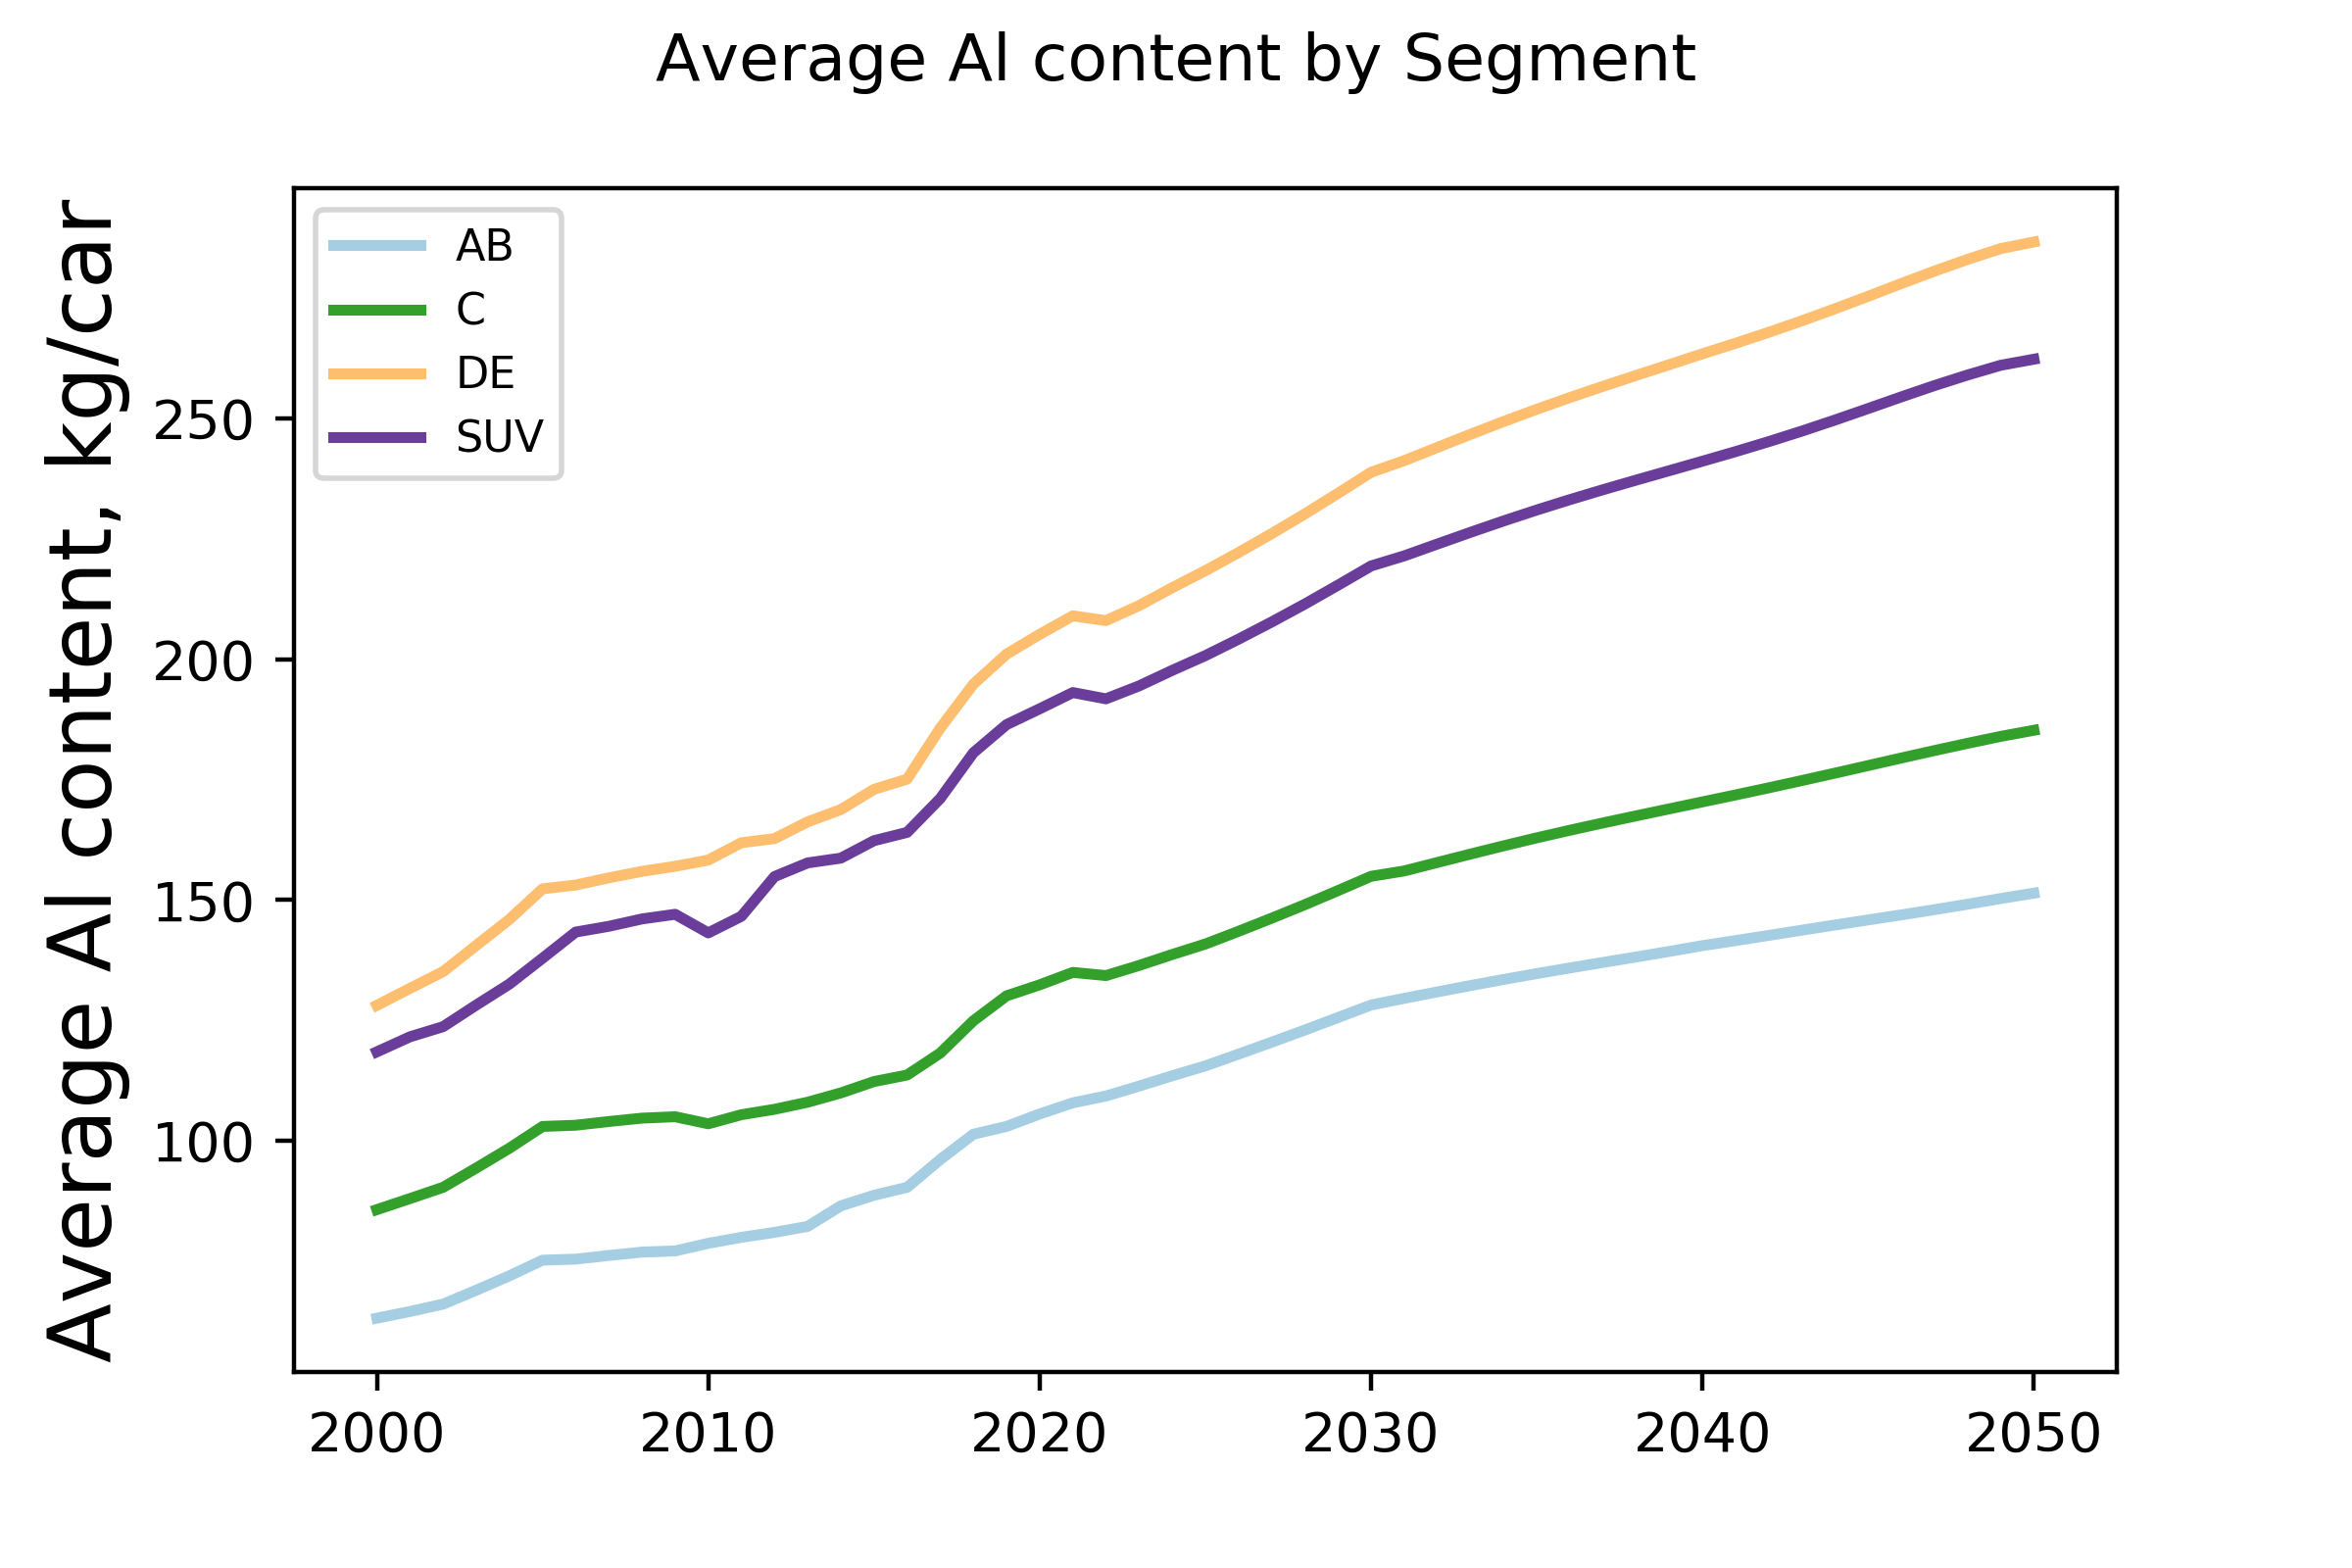 Average Al content by Segment
Average Al content, kg/car
AB
C
DE
SUV
250
200
150
100
2000 2010 2020 2030 2040 2050